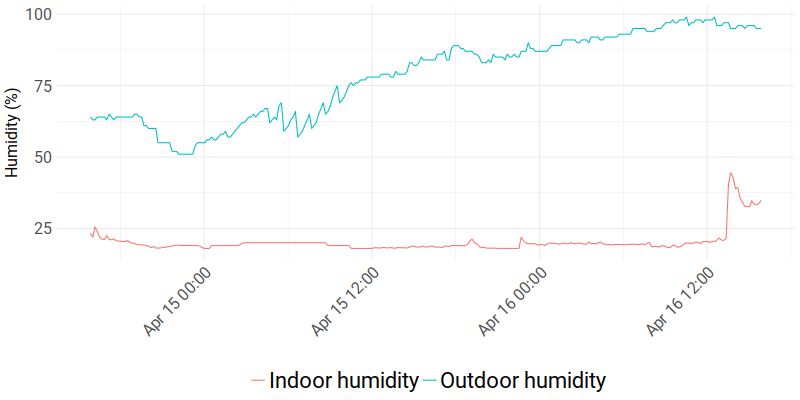 Humidity (%)
100
75
50
25
Apr 15 00:00
Apr 15 12:00
Apr 16 00:00
Apr 16 12:00
Indoor humidity Outdoor humidity